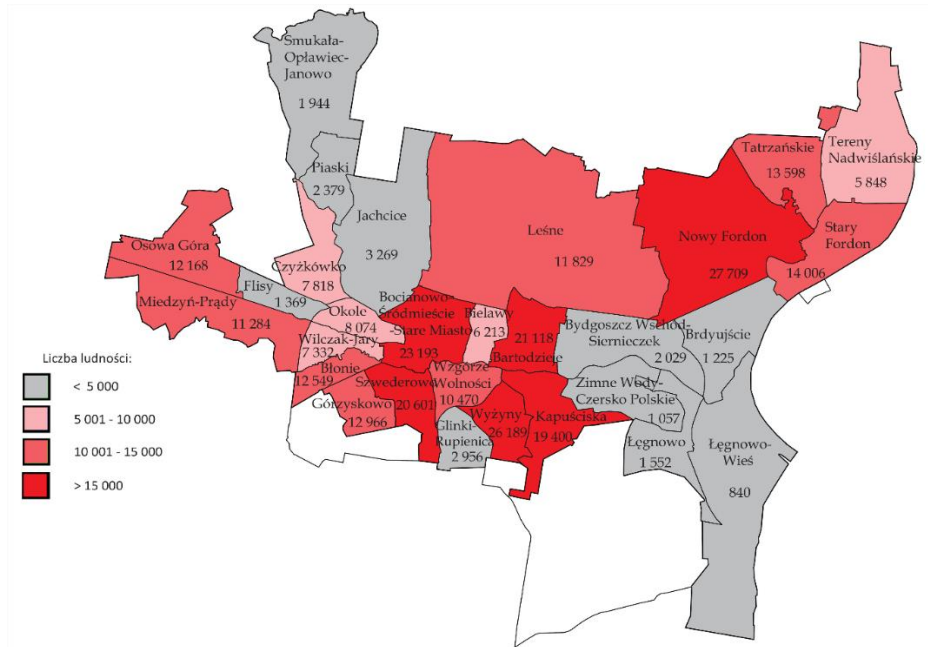 Smukała-
Opławiec-
Janowo
1 944
Piaski
2 379
Jachcice
3 269
Osowa Góra
12 168
Flisy
1 369
Czyżkówko
7 818
Miedzyń-Prądy
11 284
Leśne
11 829
Nowy Fordon
27 709
Tatrzańskie
13 598
Tereny
Nadwiślańskie
5 848
Stary
Fordon
14 006
Okole
8 074
Wilczak-Jary
7 332
Bocianowo-
Śródmieście
-Stare Miasto
23 193
Bielawy
6 213
21 118
Bartodzieje
Bydgoszcz Wschód-
Siernieczek
2 029
Brdyujście
1 225
Błonie
12 549
Szwederowo
20 601
Wzgórze
Wolności
10 470
Zimne Wody-
Czersko Polskie
1 057
Górzyskowo
12 966
Glinki-
Rupienica
2 956
Wyżyny
26 189
Kapuściska
19 400
Łęgnowo
1 552
Łęgnowo-
Wieś
840
Liczba ludności:
< 5 000
5 001 - 10 000
10 001 - 15 000
> 15 000